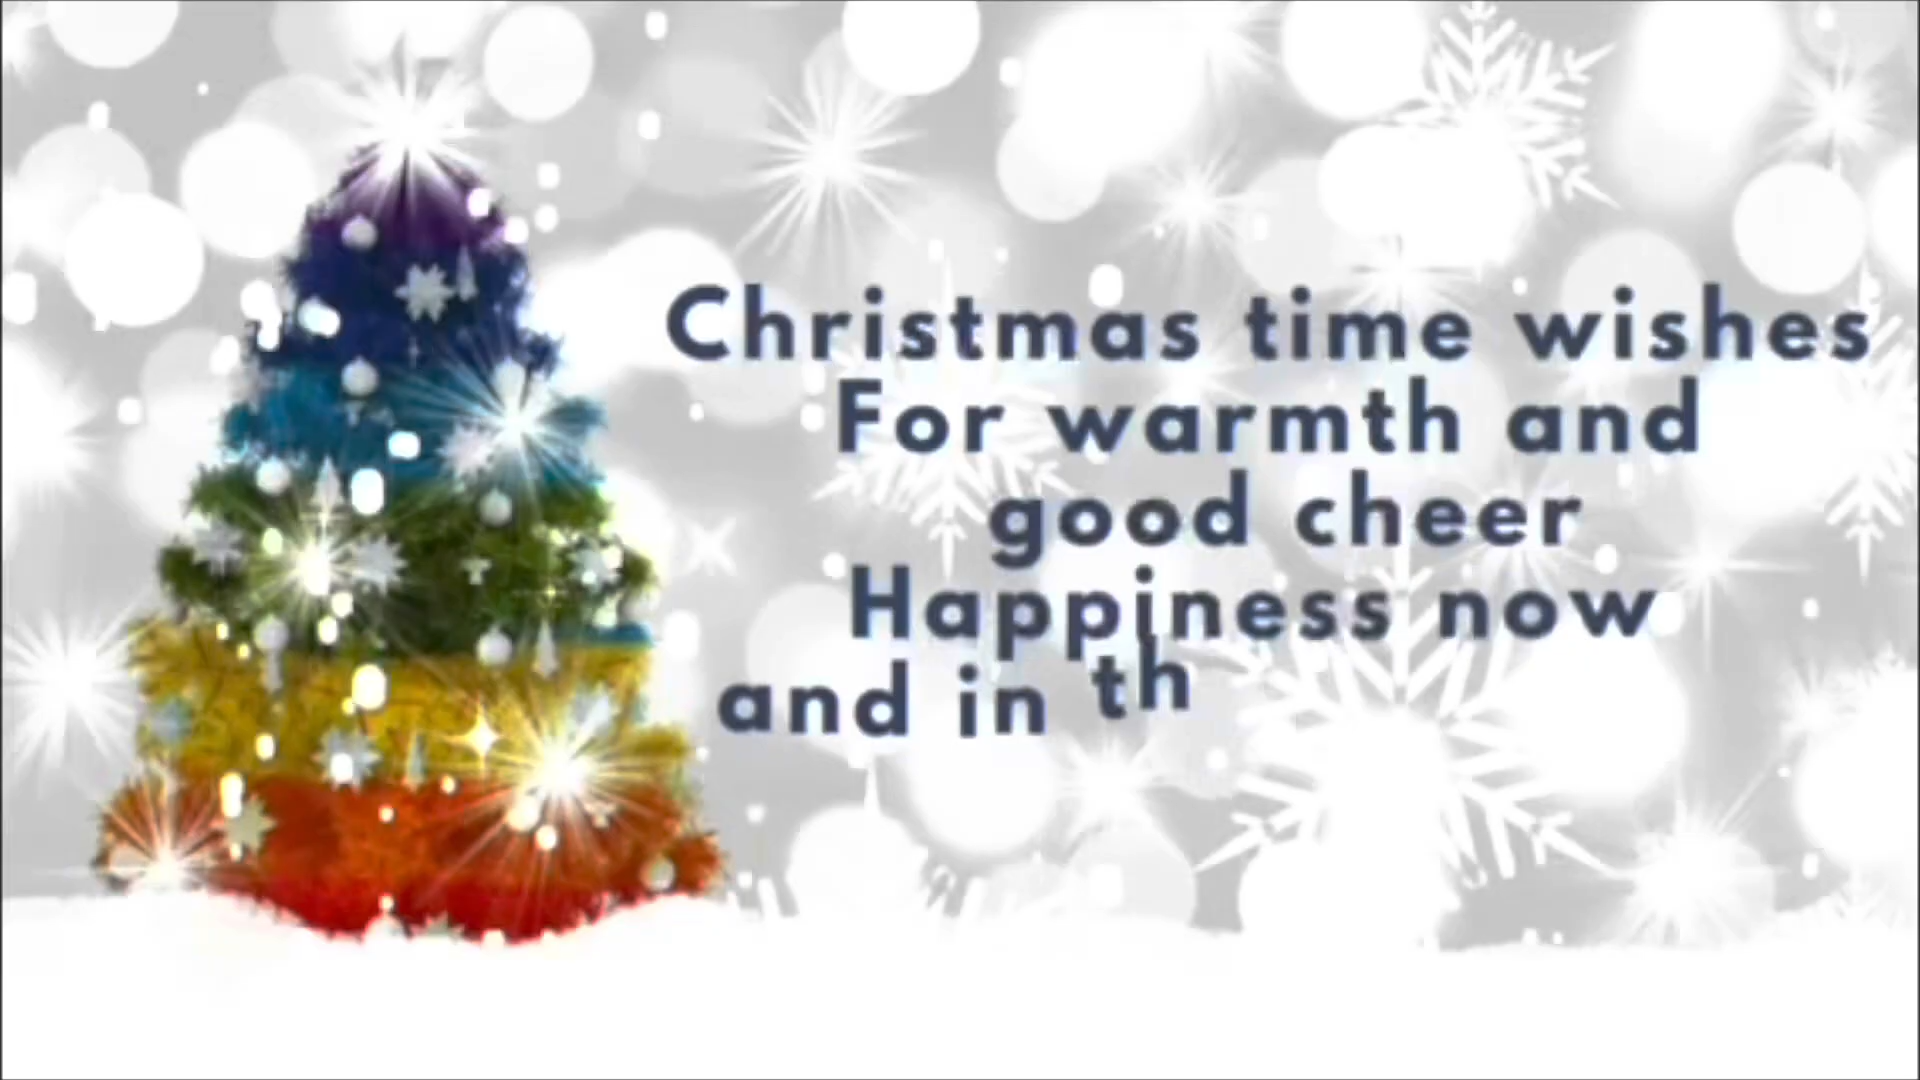 Christmas time wishes
For warmth and
good cheer
Happiness now
and in th